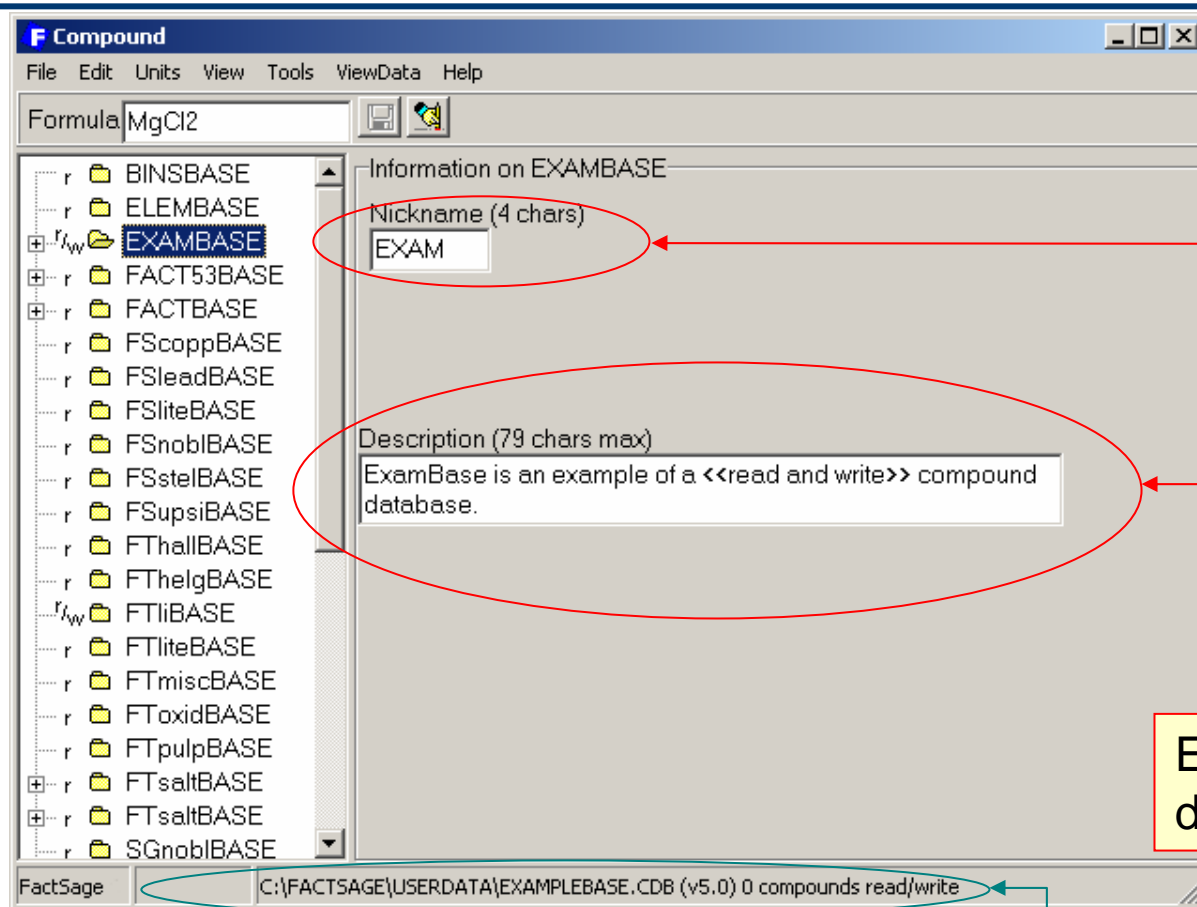 F Compound
File Edit Units View Tools ViewData Help
Formula MgCl2
r BINSBASE
r ELEMBASE
r/w EXAMBASE
r FACT53BASE
r FACTBASE
r FScoppBASE
r FSleadBASE
r FSliteBASE
r FSnoblBASE
r FSstelBASE
r FSupsiBASE
r FThallBASE
r FThelgBASE
r/w FTliBASE
r FTliteBASE
r FTmiscBASE
r FToxidBASE
r FTpulpBASE
r FTsaltBASE
r FTsaltBASE
r SGnoblBASE
Information on EXAMBASE
Nickname (4 chars)
EXAM
Description (79 chars max)
ExamBase is an example of a <<read and write>> compound
database.
E
d
FactSage C:\FACTSAGE\USERDATA\EXAMPLEBASE.CDB (v5.0) 0 compounds read/write